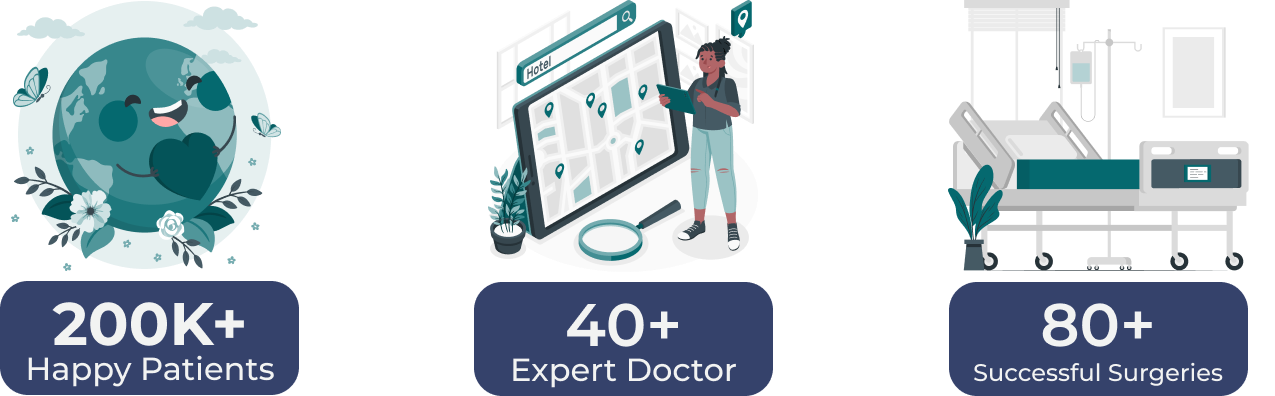 Hotel
200K+
Happy Patients
40+
Expert Doctor
80+
Successful Surgeries